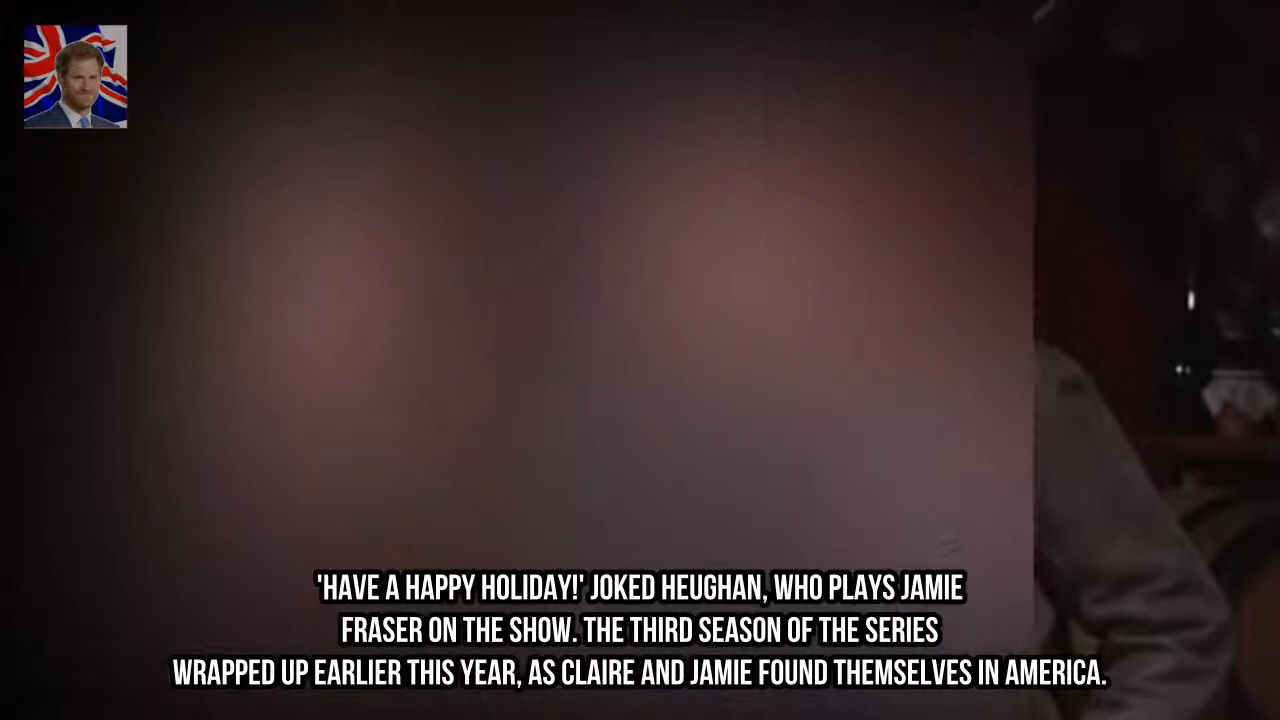 'HAVE A HAPPY HOLIDAY!' JOKED HEUGHAN, WHO PLAYS JAMIE
FRASER ON THE SHOW. THE THIRD SEASON OF THE SERIES
WRAPPED UP EARLIER THIS YEAR, AS CLAIRE AND JAMIE FOUND THEMSELVES IN AMERICA.